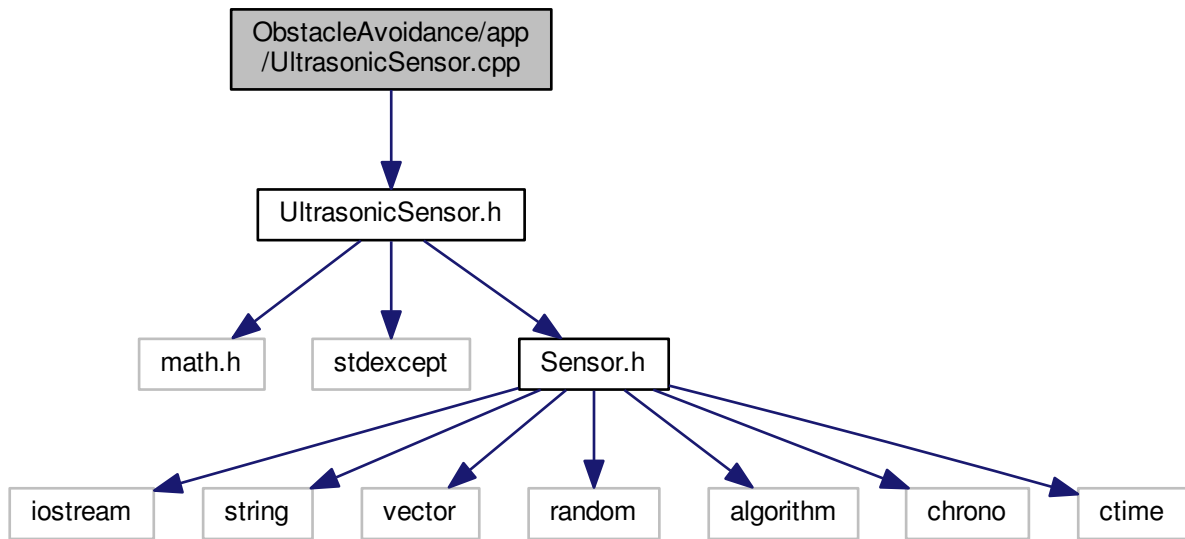 ObstacleAvoidance/app
/UltrasonicSensor.cpp
UltrasonicSensor.h
math.h
stdexcept
Sensor.h
iostream
string
vector
random
algorithm
chrono
ctime